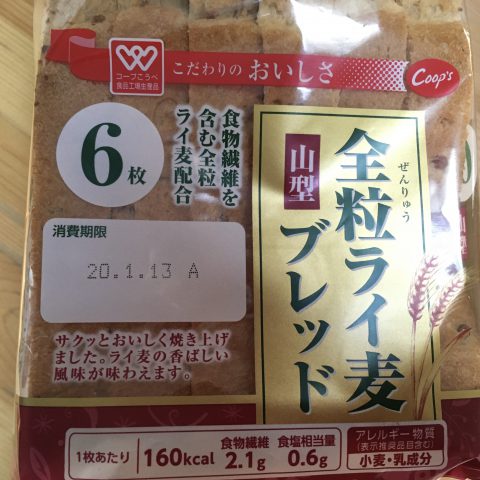 コープこうべ
食品工場生産品
こだわりの おいしさ
Coop's
6枚
食物繊維を
含む全粒
ライ麦配合
山型
ぜんりゅう
全粒ライ麦
ブレッド
消費期限
20.1.13 A
サクッとおいしく焼き上げ
ました。ライ麦の香ばしい
風味が味わえます。
1枚あたり
160kcal
食物繊維
2.1g
食塩相当量
0.6g
アレルギー物質
(表示推奨品目含む)
小麦・乳成分